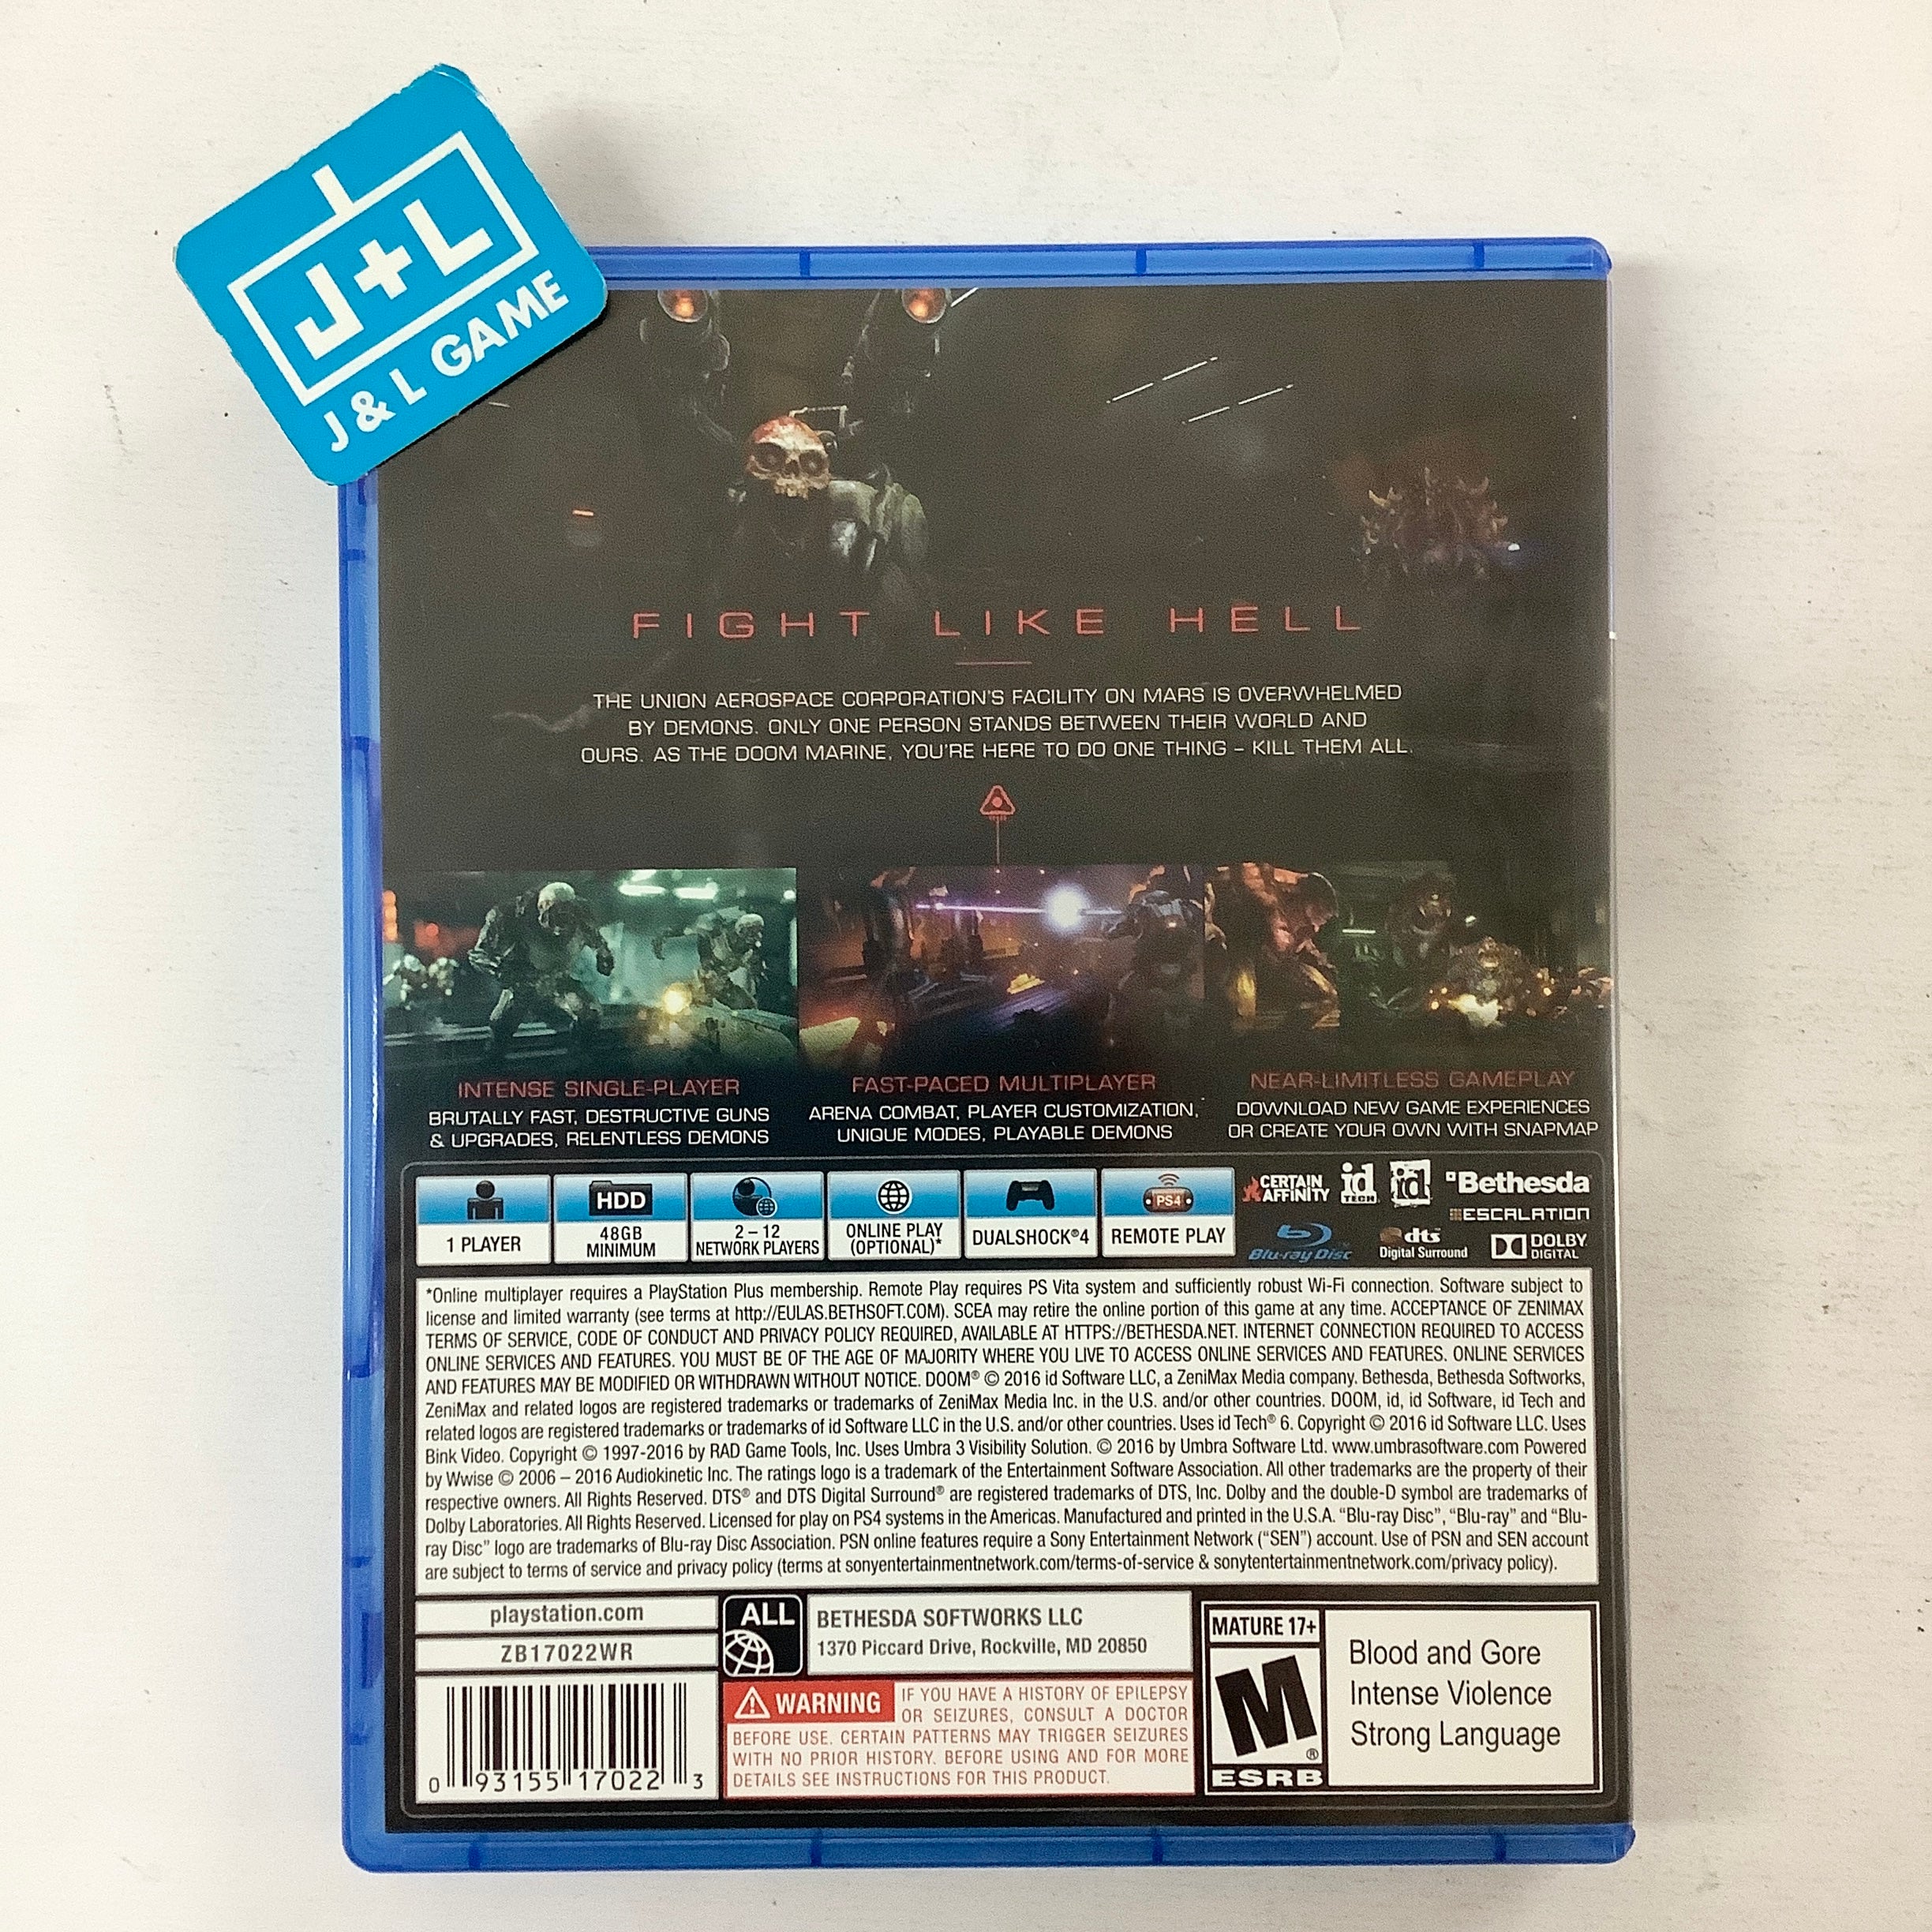 J+L
J & L GAME
FIGHT LIKE HELL
THE UNION AEROSPACE CORPORATION'S FACILITY ON MARS IS OVERWHELMED
BY DEMONS. ONLY ONE PERSON STANDS BETWEEN THEIR WORLD AND
OURS. AS THE DOOM MARINE, YOU'RE HERE TO DO ONE THING – KILL THEM ALL.
INTENSE SINGLE-PLAYER
BRUTALLY FAST, DESTRUCTIVE GUNS
& UPGRADES, RELENTLESS DEMONS
FAST-PACED MULTIPLAYER
ARENA COMBAT, PLAYER CUSTOMIZATION,
UNIQUE MODES, PLAYABLE DEMONS
NEAR-LIMITLESS GAMEPLAY
DOWNLOAD NEW GAME EXPERIENCES
OR CREATE YOUR OWN WITH SNAPMAP
1 PLAYER
HDD
48GB
MINIMUM
2 – 12
NETWORK PLAYERS
ONLINE PLAY
(OPTIONAL)*
DUALSHOCK®4
PS4
REMOTE PLAY
CERTAIN
AFFINITY
id
TECH
id
Bethesda
ESCALATION
Blu-ray Disc
dts
Digital Surround
DOLBY
DIGITAL
*Online multiplayer requires a PlayStation Plus membership. Remote Play requires PS Vita system and sufficiently robust Wi-Fi connection. Software subject to
license and limited warranty (see terms at http://EULAS.BETHSOFT.COM). SCEA may retire the online portion of this game at any time. ACCEPTANCE OF ZENIMAX
TERMS OF SERVICE, CODE OF CONDUCT AND PRIVACY POLICY REQUIRED, AVAILABLE AT HTTPS://BETHESDA.NET. INTERNET CONNECTION REQUIRED TO ACCESS
ONLINE SERVICES AND FEATURES. YOU MUST BE OF THE AGE OF MAJORITY WHERE YOU LIVE TO ACCESS ONLINE SERVICES AND FEATURES. ONLINE SERVICES
AND FEATURES MAY BE MODIFIED OR WITHDRAWN WITHOUT NOTICE. DOOM® © 2016 id Software LLC, a ZeniMax Media company. Bethesda, Bethesda Softworks,
ZeniMax and related logos are registered trademarks or trademarks of ZeniMax Media Inc. in the U.S. and/or other countries. DOOM, id, id Software, id Tech and
related logos are registered trademarks or trademarks of id Software LLC in the U.S. and/or other countries. Uses id Tech® 6. Copyright © 2016 id Software LLC. Uses
Bink Video. Copyright © 1997-2016 by RAD Game Tools, Inc. Uses Umbra 3 Visibility Solution. © 2016 by Umbra Software Ltd. www.umbrasoftware.com Powered
by Wwise © 2006 – 2016 Audiokinetic Inc. The ratings logo is a trademark of the Entertainment Software Association. All other trademarks are the property of their
respective owners. All Rights Reserved. DTS® and DTS Digital Surround® are registered trademarks of DTS, Inc. Dolby and the double-D symbol are trademarks of
Dolby Laboratories. All Rights Reserved. Licensed for play on PS4 systems in the Americas. Manufactured and printed in the U.S.A. “Blu-ray Disc”, “Blu-ray” and “Blu-
ray Disc” logo are trademarks of Blu-ray Disc Association. PSN online features require a Sony Entertainment Network (“SEN”) account. Use of PSN and SEN account
are subject to terms of service and privacy policy (terms at sonyentertainmentnetwork.com/terms-of-service & sonytentertainmentnetwork.com/privacy policy).
playstation.com
ZB17022WR
0 93155 17022 3
ALL
BETHESDA SOFTWORKS LLC
1370 Piccard Drive, Rockville, MD 20850
WARNING IF YOU HAVE A HISTORY OF EPILEPSY
OR SEIZURES, CONSULT A DOCTOR
BEFORE USE. CERTAIN PATTERNS MAY TRIGGER SEIZURES
WITH NO PRIOR HISTORY. BEFORE USING AND FOR MORE
DETAILS SEE INSTRUCTIONS FOR THIS PRODUCT.
MATURE 17+
M®
ESRB
Blood and Gore
Intense Violence
Strong Language